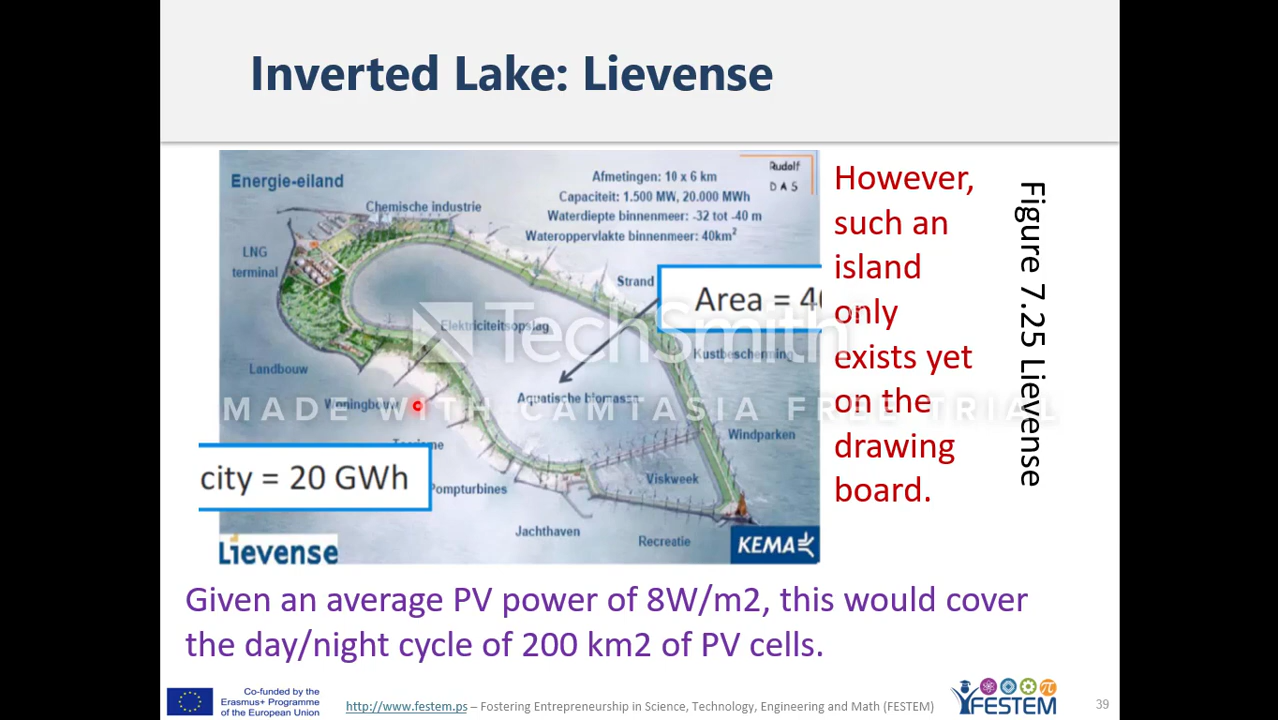 Inverted Lake: Lievense
Energie-eiland
Afmetingen: 10 x 6 km
Capaciteit: 1.500 MW, 20.000 MWh
Waterdiepte binnenmeer: -32 tot -40 m
Wateroppervlakte binnenmeer: 40km²
Rudolf
DAS
Chemische industrie
LNG
terminal
Strand
Area = 40
Elektriciteitsopslag
TechSmith
Kustbescherming
Landbouw
Aquatische biomassa
Woningbouw
MADE WITH CAMTASIA FREE TRIAL
Windparken
city = 20 GWh
Pompturbines
Viskweek
Jachthaven
Recreatie
Lievense
KEMA
However,
such an
island
only
exists yet
on the
drawing
board.
Figure 7.25 Lievense
Given an average PV power of 8W/m2, this would cover
the day/night cycle of 200 km2 of PV cells.
Co-funded by the
Erasmus+ Programme
of the European Union
http://www.festem.ps – Fostering Entrepreneurship in Science, Technology, Engineering and Math (FESTEM)
FESTEM
39